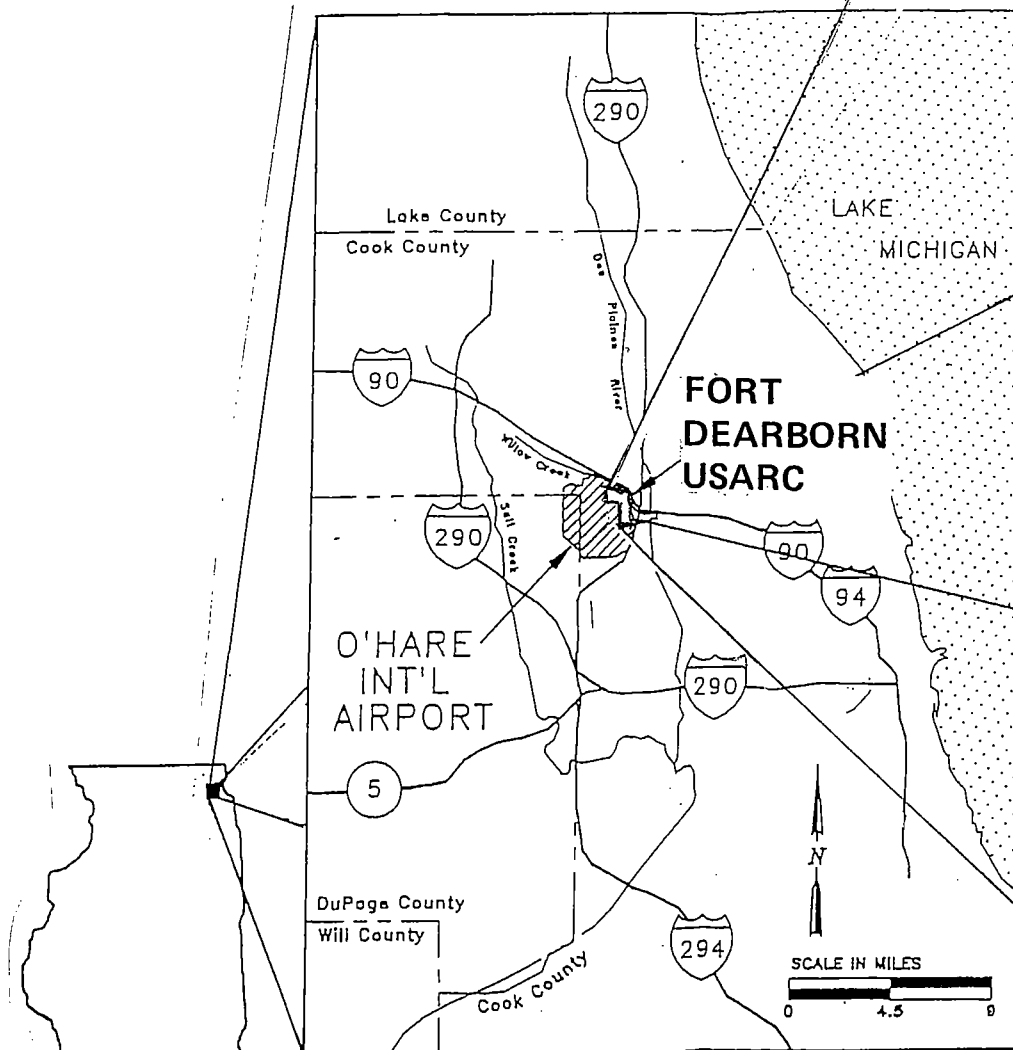 290
LAKE
MICHIGAN
Lake County
Cook County
Des Plaines River
90
FORT
DEARBORN
USARC
Willow Creek
290
Salt Creek
90
94
O'HARE
INT'L
AIRPORT
290
5
N
DuPage County
Will County
294
Cook County
SCALE IN MILES
0 4.5 9